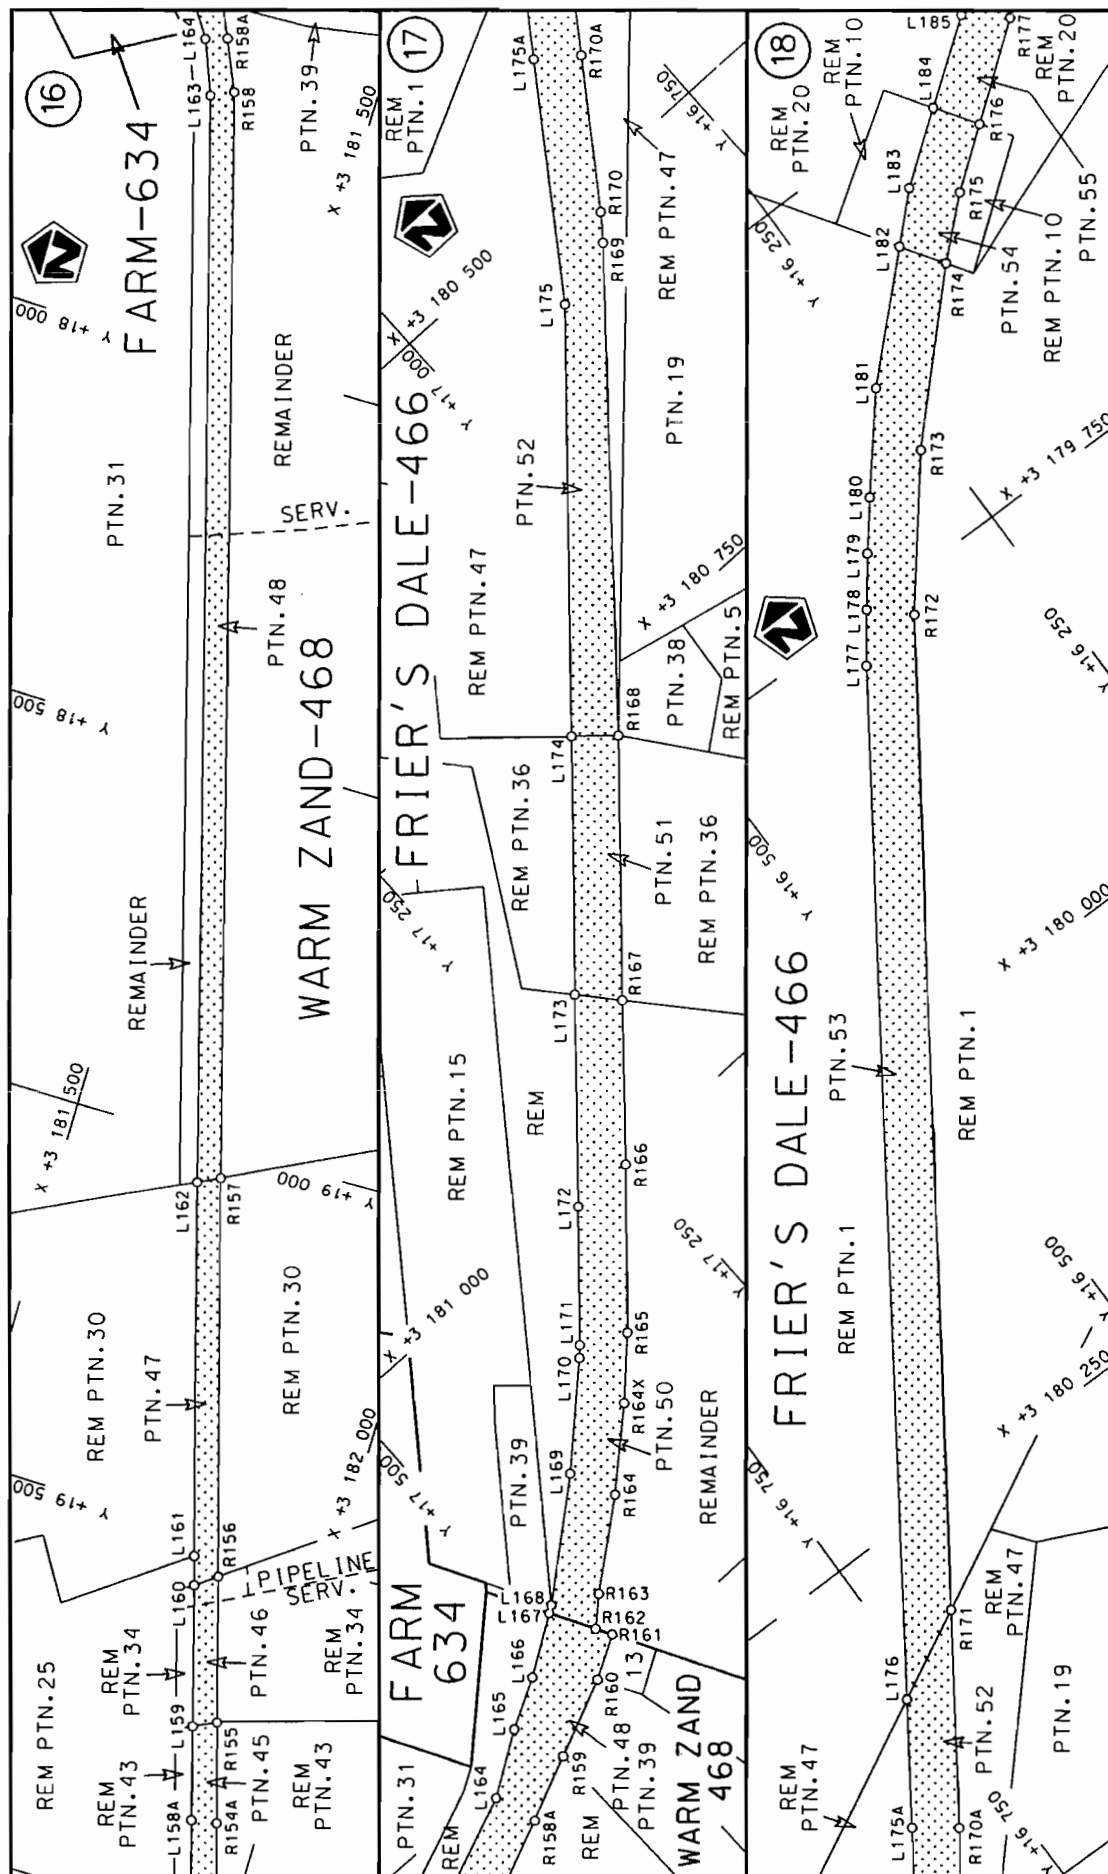 16
L164
R158A
L163
R158
FARM-634
PTN.39
X +3 181 500
Y +18 000
N
PTN.31
REMAINDER
SERV.
PTN.48
Y +18 500
WARM ZAND-468
REMAINDER
X +3 181 500
L162
R157
Y +19 000
REM PTN.30
PTN.47
REM PTN.30
Y +19 500
X +3 182 000
L161
R156
L160
PIPELINE
SERV.
REM
PTN.34
PTN.46
REM
PTN.34
REM PTN.25
L159
R155
REM
PTN.43
PTN.45
REM
PTN.43
L158A
R154A
17
REM
PTN.1
L175A
R170A
Y +16 750
REM PTN.47
N
R170
R169
X +3 180 500
L175
Y +17 000
PTN.19
FRIER'S DALE-466
PTN.52
REM PTN.47
X +3 180 750
PTN.38
REM PTN.5
L174
R168
REM PTN.36
PTN.51
REM PTN.36
Y +17 250
L173
R167
REM PTN.15
REM
R166
L172
Y +17 250
X +3 181 000
L171
L170
R165
R164X
PTN.50
REMAINDER
PTN.39
L169
R164
Y +17 500
FARM
634
L168
L167
R163
R162
R161
L166
R160
13
L165
R159
PTN.48
PTN.39
REM
WARM ZAND
468
L164
R158A
PTN.31
REM
18
REM
PTN.10
REM
PTN.20
L185
R177
REM
PTN.20
L184
R176
L183
R175
PTN.55
L182
R174
PTN.54
REM PTN.10
Y +16 250
L181
R173
X +3 179 750
L180
L179
L178
R172
L177
N
Y +16 250
Y +16 500
X +3 180 000
FRIER'S DALE-466
PTN.53
REM PTN.1
REM PTN.1
Y +16 500
X +3 180 250
Y +16 750
REM
PTN.47
R171
L176
PTN.52
PTN.19
REM
PTN.47
L175A
R170A
Y +16 750